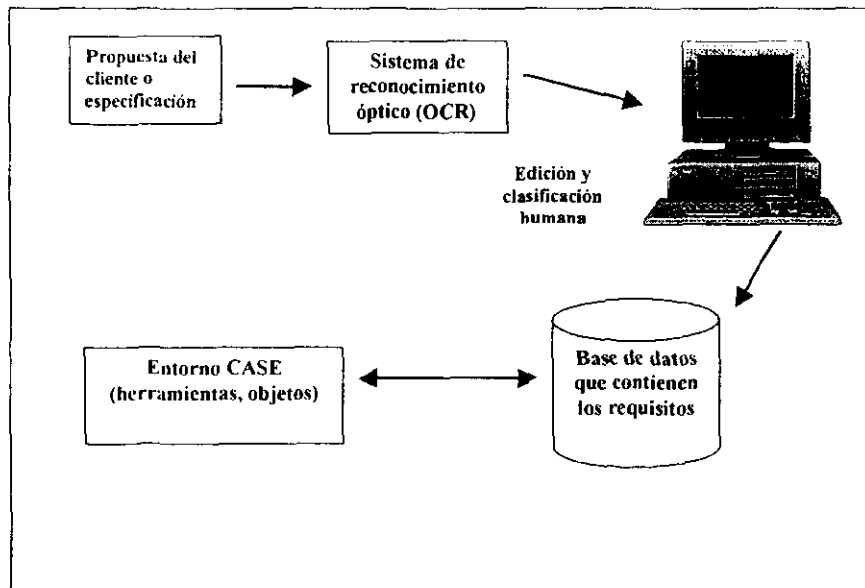 Propuesta del
cliente o
especificación
Sistema de
reconocimiento
óptico (OCR)
Edición y
clasificación
humana
Entorno CASE
(herramientas, objetos)
Base de datos
que contienen
los requisitos